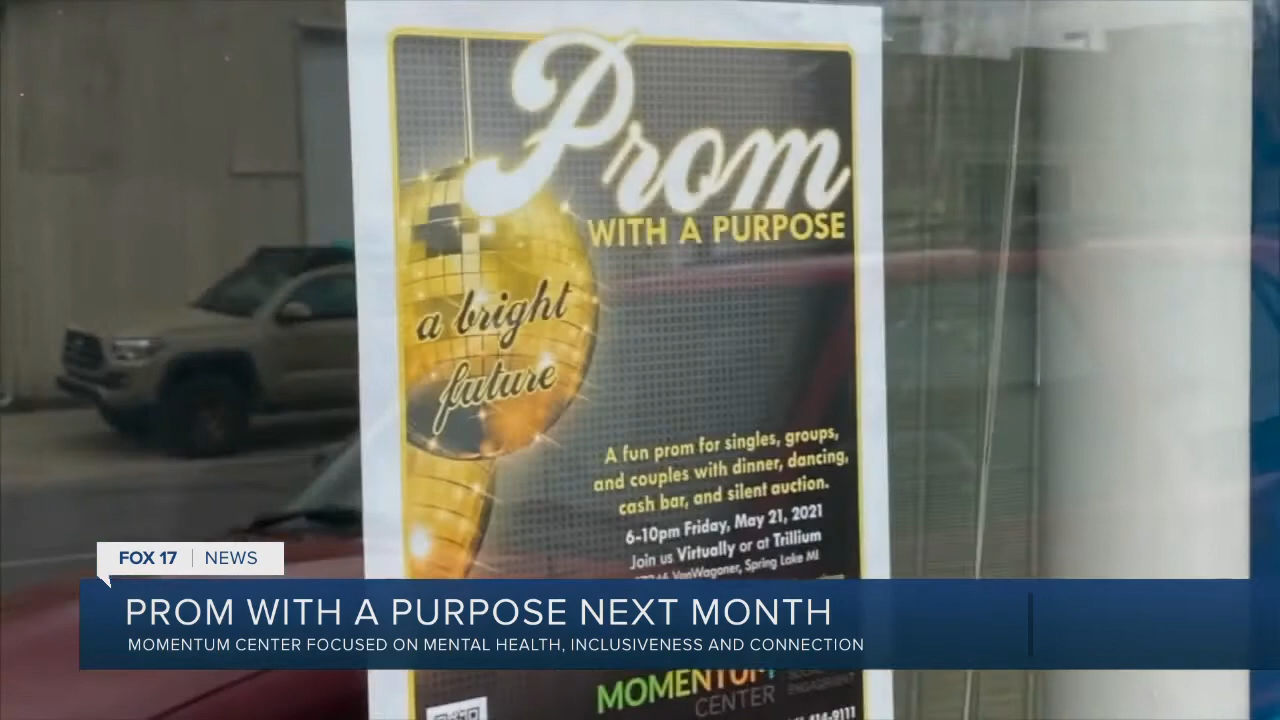 Prom
WITH A PURPOSE
a bright
future
A fun prom for singles, groups,
and couples with dinner, dancing,
cash bar, and silent auction.
6-10pm Friday, May 21, 2021
Join us Virtually or at Trillium
VanWagoner, Spring Lake MI
FOX 17 NEWS
PROM WITH A PURPOSE NEXT MONTH
MOMENTUM CENTER FOCUSED ON MENTAL HEALTH, INCLUSIVENESS AND CONNECTION
MOMENTUM
CENTER
ENGAGEMENT